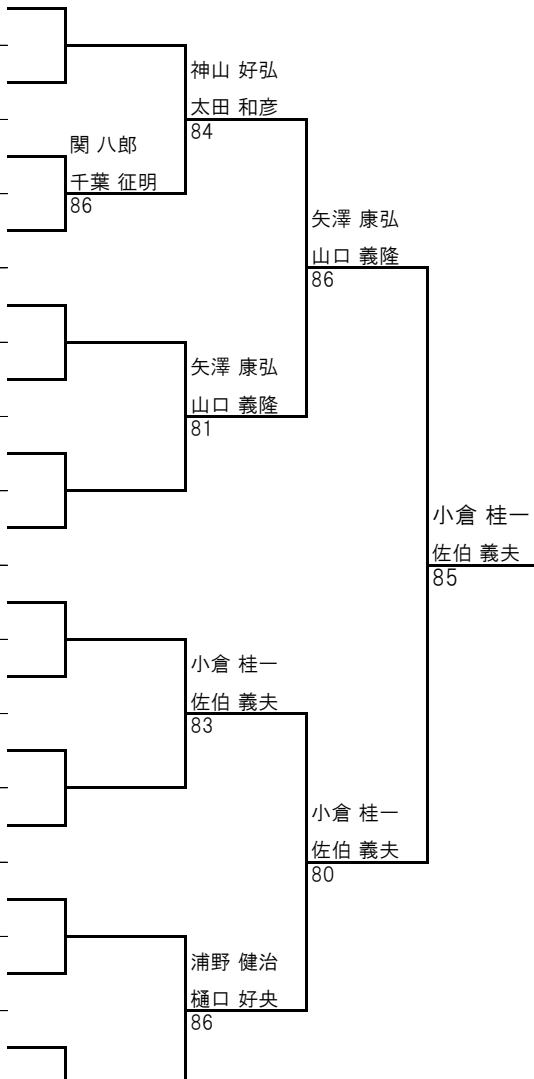 神山 好弘
太田 和彦
84
関 八郎
千葉 征明
86
矢澤 康弘
山口 義隆
86
矢澤 康弘
山口 義隆
81
小倉 桂一
佐伯 義夫
85
小倉 桂一
佐伯 義夫
83
小倉 桂一
佐伯 義夫
80
浦野 健治
樋口 好央
86